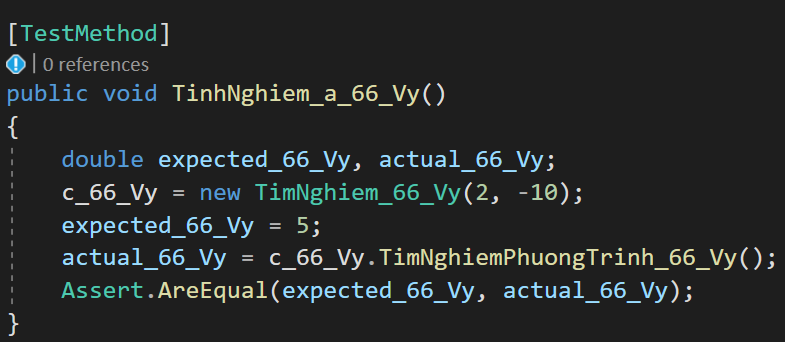 [TestMethod]
| 0 references
public void TinhNghiem_a_66_Vy()
{
    double expected_66_Vy, actual_66_Vy;
    c_66_Vy = new TimNghiem_66_Vy(2, -10);
    expected_66_Vy = 5;
    actual_66_Vy = c_66_Vy.TimNghiemPhuongTrinh_66_Vy();
    Assert.AreEqual(expected_66_Vy, actual_66_Vy);
}